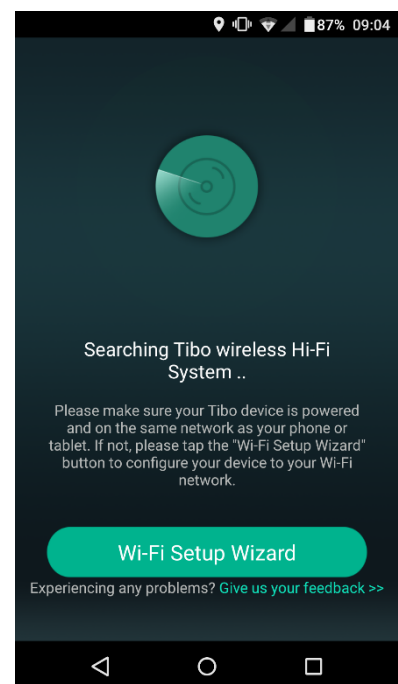 87% 09:04
Searching Tibo wireless Hi-Fi
System ..
Please make sure your Tibo device is powered
and on the same network as your phone or
tablet. If not, please tap the "Wi-Fi Setup Wizard"
button to configure your device to your Wi-Fi
network.
Wi-Fi Setup Wizard
Experiencing any problems? Give us your feedback >>